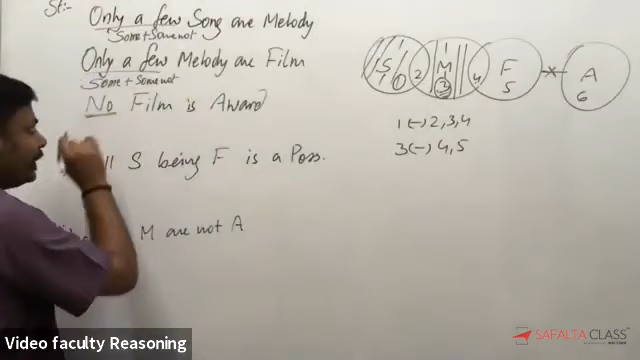 St:-
Only a few Song are Melody
Some + Some not
Only a few Melody are Film
Some + Some not
No Film is Award
S being F is a Poss.
M are not A
S 1 2 M 3 4 F 5 A 6
1 (-) 2,3,4
3 (-) 4,5
SAFALTA CLASS
Video faculty Reasoning